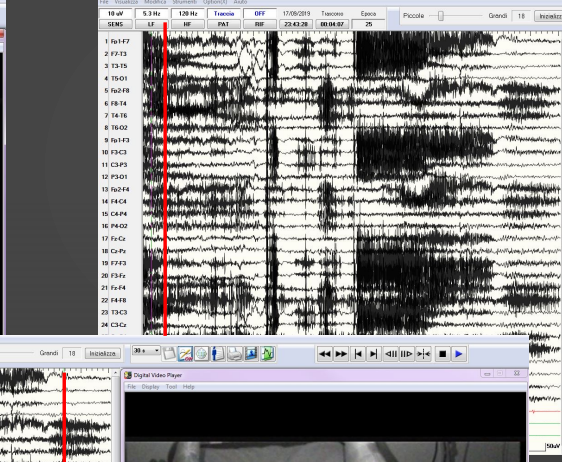 File Visualizza Modifica Strumenti Option(i) Aiuto
10 uV 5.3 Hz 120 Hz Traccia OFF 17/09/2019 Trascorso Epoca
SENS LF HF PAT RIF 22:43:28 00:04:07 25
Piccole Grandi 18 Inizializz
1 Fp1-F7
2 F7-T3
3 T3-T5
4 T5-O1
5 Fp2-F8
6 F8-T4
7 T4-T6
8 T6-O2
9 Fp1-F3
10 F3-C3
11 C3-P3
12 P3-O1
13 Fp2-F4
14 F4-C4
15 C4-P4
16 P4-O2
17 Fz-Cz
18 Cz-Pz
19 F7-F3
20 F3-Fz
21 Fz-F4
22 F4-F8
23 T3-C3
24 C3-Cz
Grandi 18 Inizializza 30 s
Digital Video Player
File Display Tool Help
50uV